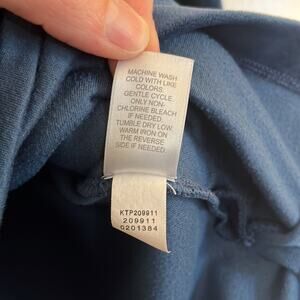 MACHINE WASH
COLD WITH LIKE
COLORS.
GENTLE CYCLE.
ONLY NON-
CHLORINE BLEACH
IF NEEDED.
TUMBLE DRY LOW.
WARM IRON ON
THE REVERSE
SIDE IF NEEDED.
KTP209911
209911
0201384